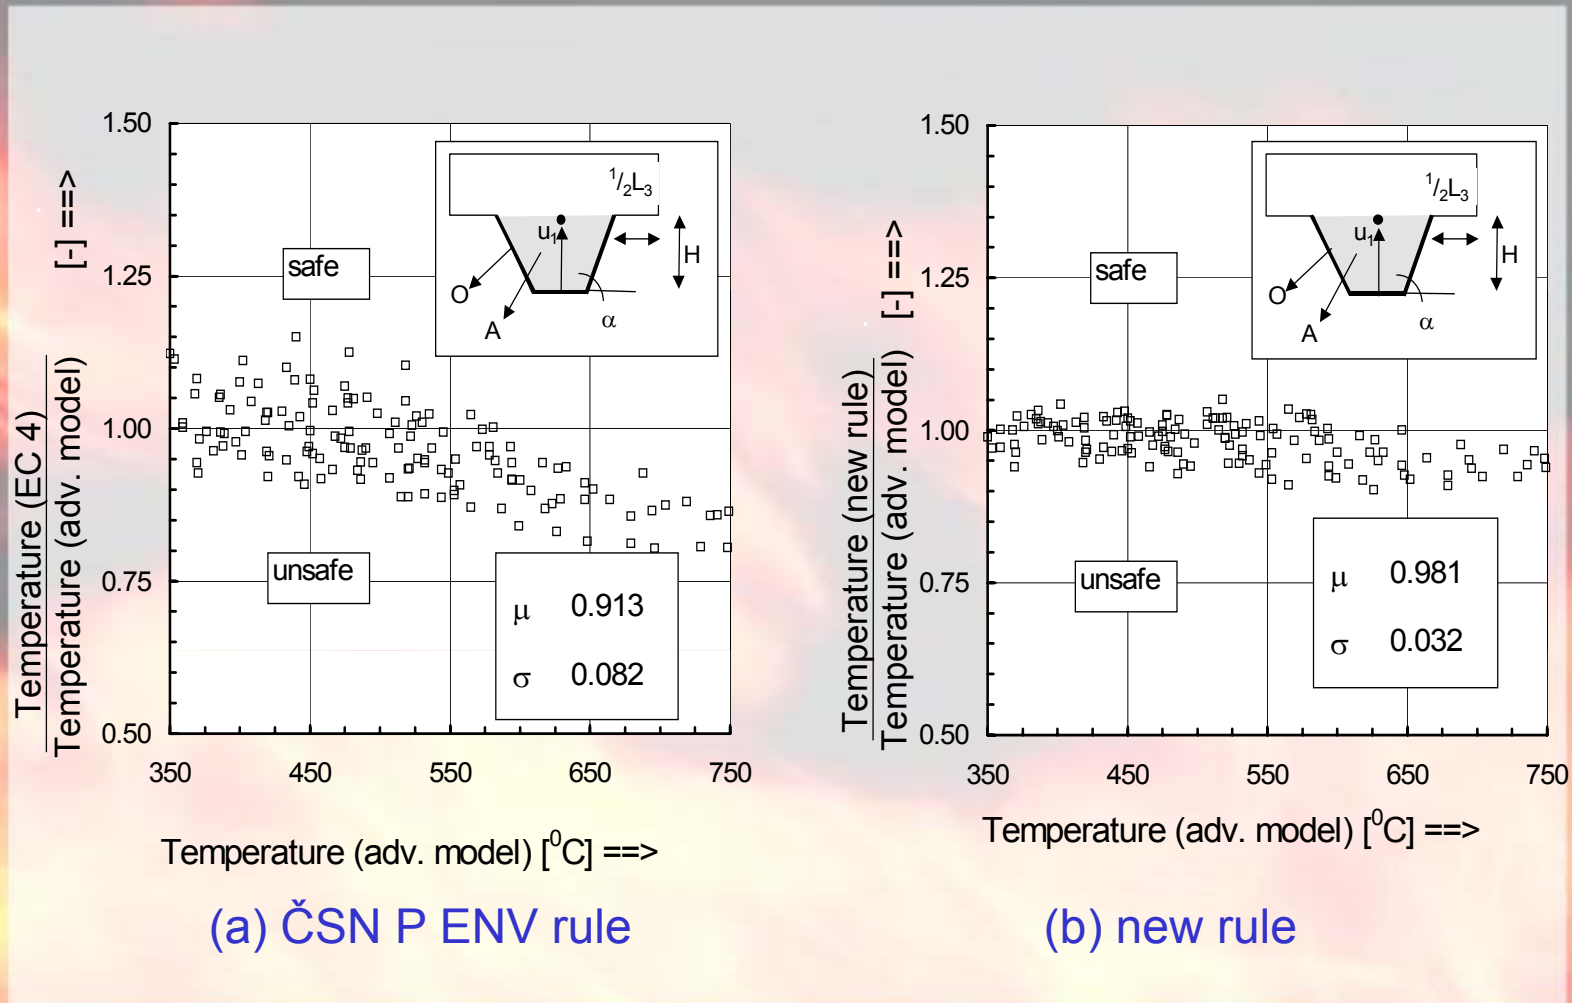 1.50
1.25
1.00
0.75
0.50
350 450 550 650 750
Temperature (EC 4)
Temperature (adv. model)
[-] ==>
safe
unsafe
1/2L3
u1
H
O
A
α
μ 0.913
σ 0.082
Temperature (adv. model) [0C] ==>
(a) ČSN P ENV rule
1.50
1.25
1.00
0.75
0.50
350 450 550 650 750
Temperature (new rule)
Temperature (adv. model)
[-] ==>
safe
unsafe
1/2L3
u1
H
O
A
α
μ 0.981
σ 0.032
Temperature (adv. model) [0C] ==>
(b) new rule